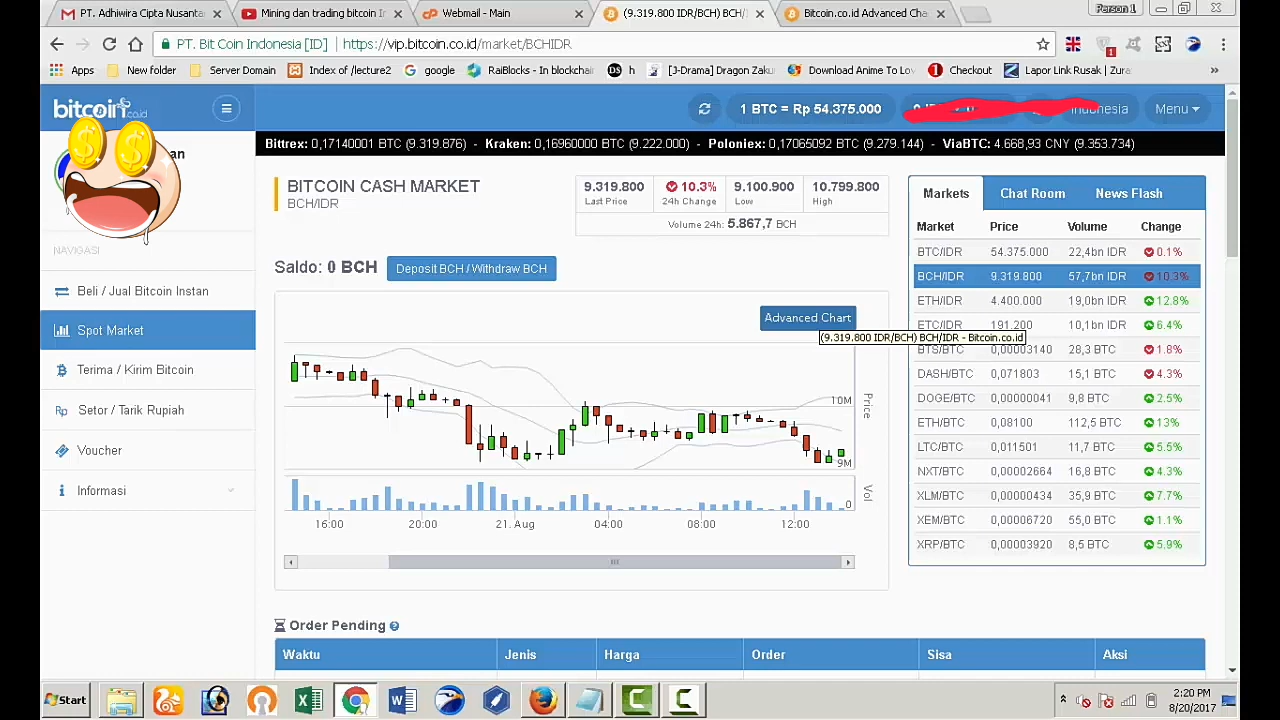 PT. Adhiwira Cipta Nusanta
Mining dan trading bitcoin I
Webmail - Main
(9.319.800 IDR/BCH) BCH/
Bitcoin.co.id Advanced Cha
Person 1
PT. Bit Coin Indonesia [ID]
https://vip.bitcoin.co.id/market/BCHIDR
Apps
New folder
Server Domain
Index of /lecture2
google
RaiBlocks - In blockchai
h
[J-Drama] Dragon Zaku
Download Anime To Lov
Checkout
Lapor Link Rusak | Zura
»
bitcoin.co.id
1 BTC = Rp 54.375.000
Indonesia
Menu
Bittrex: 0,17140001 BTC (9.319.876) - Kraken: 0,16960000 BTC (9.222.000) - Poloniex: 0,17065092 BTC (9.279.144) - ViaBTC: 4.668,93 CNY (9.353.734)
an
NAVIGASI
Beli / Jual Bitcoin Instan
Spot Market
Terima / Kirim Bitcoin
Rp Setor / Tarik Rupiah
Voucher
Informasi
BITCOIN CASH MARKET
BCH/IDR
9.319.800
Last Price
10.3%
24h Change
9.100.900
Low
10.799.800
High
Volume 24h: 5.867,7 BCH
Saldo: 0 BCH
Deposit BCH / Withdraw BCH
Advanced Chart
(9.319.800 IDR/BCH) BCH/IDR - Bitcoin.co.id
10M
9M
Price
0
Vol
16:00 20:00 21. Aug 04:00 08:00 12:00
Markets Chat Room News Flash
Market Price Volume Change
BTC/IDR 54.375.000 22,4bn IDR 0.1%
BCH/IDR 9.319.800 57,7bn IDR 10.3%
ETH/IDR 4.400.000 19,0bn IDR 12.8%
ETC/IDR 191.200 10,1bn IDR 6.4%
BTS/BTC 0,00003140 28,3 BTC 1.8%
DASH/BTC 0,071803 15,1 BTC 4.3%
DOGE/BTC 0,00000041 9,8 BTC 2.5%
ETH/BTC 0,08100 112,5 BTC 13%
LTC/BTC 0,011501 11,7 BTC 5.5%
NXT/BTC 0,00002664 16,8 BTC 4.3%
XLM/BTC 0,00000434 35,9 BTC 7.7%
XEM/BTC 0,00006720 55,0 BTC 1.1%
XRP/BTC 0,00003920 8,5 BTC 5.9%
Order Pending
Waktu Jenis Harga Order Sisa Aksi
Start
2:20 PM
8/20/2017